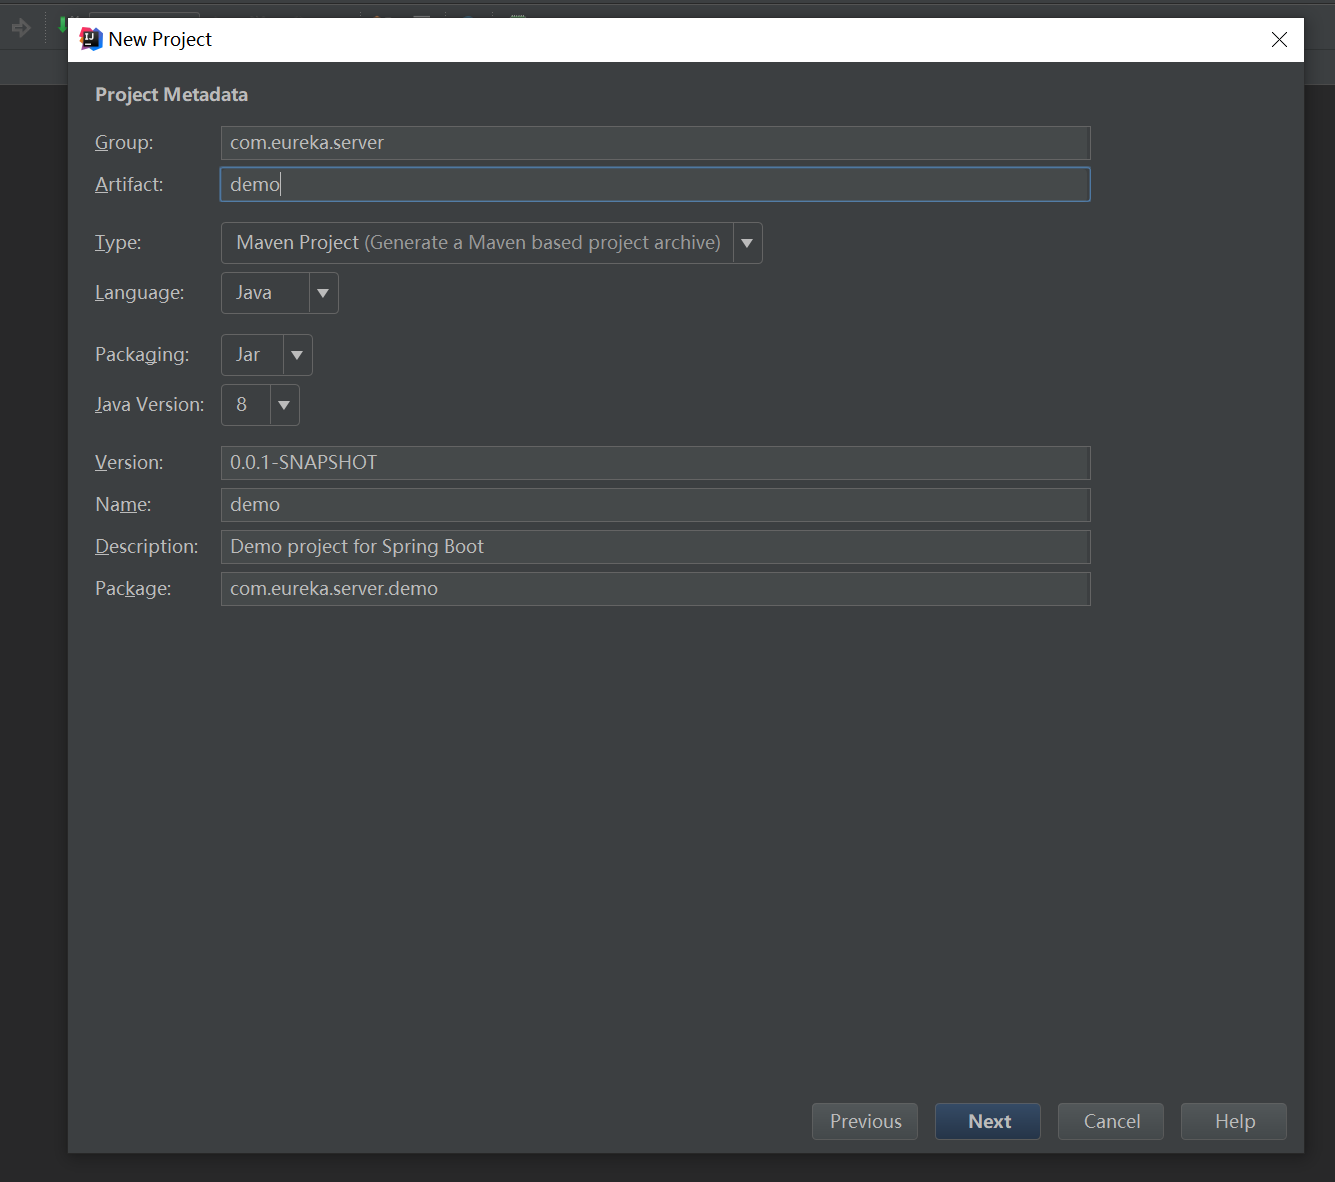 New Project
Project Metadata
Group: com.eureka.server
Artifact: demo
Type: Maven Project (Generate a Maven based project archive)
Language: Java
Packaging: Jar
Java Version: 8
Version: 0.0.1-SNAPSHOT
Name: demo
Description: Demo project for Spring Boot
Package: com.eureka.server.demo
Previous Next Cancel Help